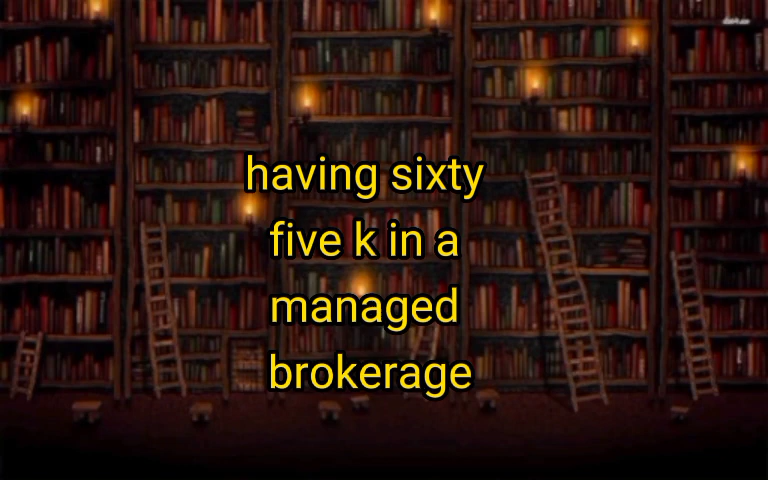 having sixty
five k in a
managed
brokerage